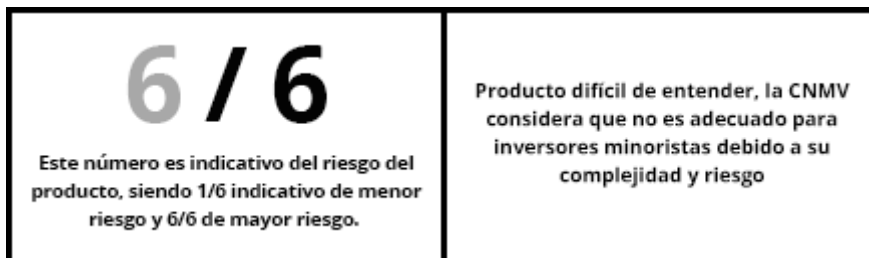 6 / 6
Este número es indicativo del riesgo del
producto, siendo 1/6 indicativo de menor
riesgo y 6/6 de mayor riesgo.
Producto difícil de entender, la CNMV
considera que no es adecuado para
inversores minoristas debido a su
complejidad y riesgo